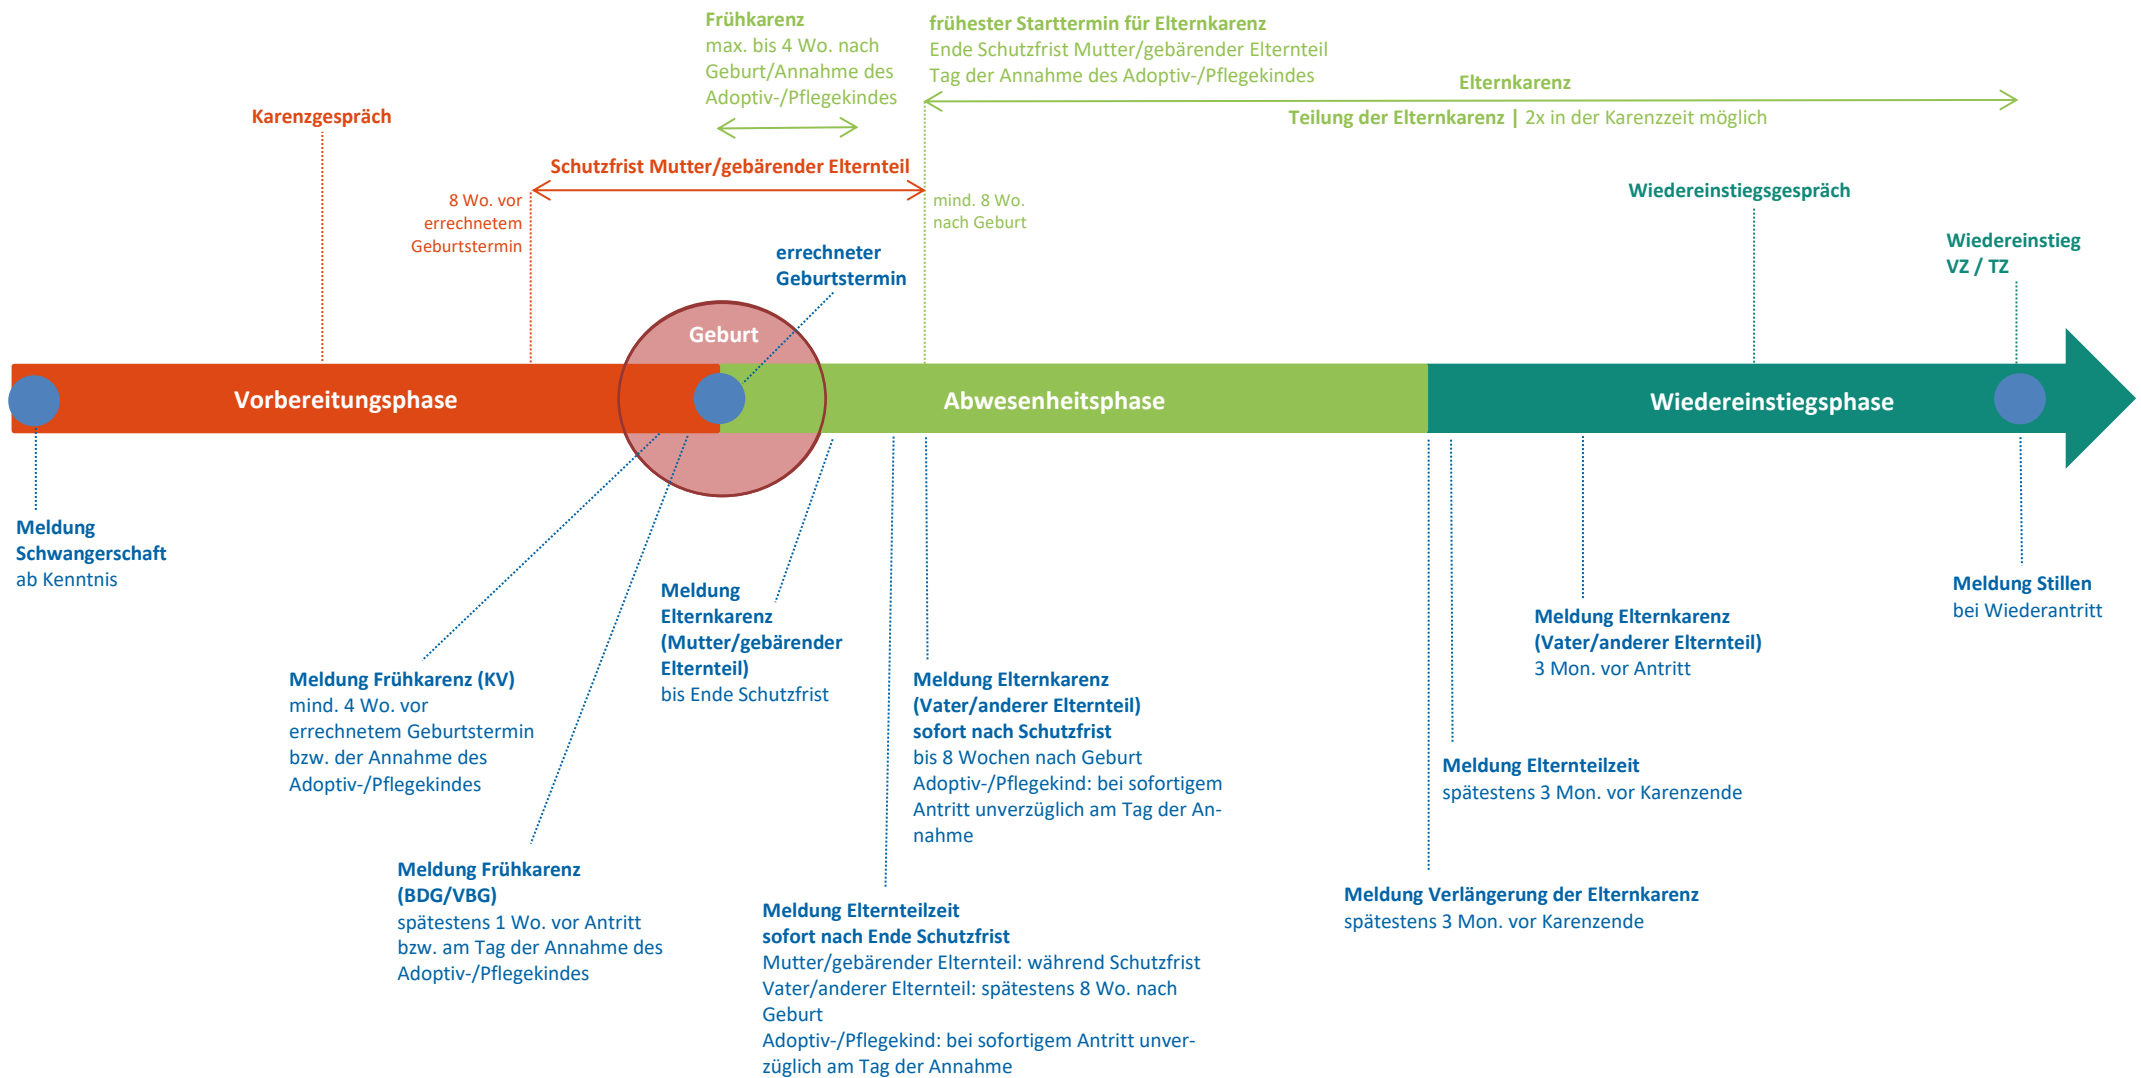 Frühkarenz
max. bis 4 Wo. nach
Geburt/Annahme des
Adoptiv-/Pflegekindes
frühester Starttermin für Elternkarenz
Ende Schutzfrist Mutter/gebärender Elternteil
Tag der Annahme des Adoptiv-/Pflegekindes
Elternkarenz
Teilung der Elternkarenz | 2x in der Karenzzeit möglich
Karenzgespräch
Schutzfrist Mutter/gebärender Elternteil
8 Wo. vor
errechnetem
Geburtstermin
mind. 8 Wo.
nach Geburt
Wiedereinstiegsgespräch
errechneter
Geburtstermin
Wiedereinstieg
VZ / TZ
Geburt
Vorbereitungsphase
Abwesenheitsphase
Wiedereinstiegsphase
Meldung
Schwangerschaft
ab Kenntnis
Meldung Frühkarenz (KV)
mind. 4 Wo. vor
errechnetem Geburtstermin
bzw. der Annahme des
Adoptiv-/Pflegekindes
Meldung Frühkarenz
(BDG/VBG)
spätestens 1 Wo. vor Antritt
bzw. am Tag der Annahme des
Adoptiv-/Pflegekindes
Meldung
Elternkarenz
(Mutter/gebärender
Elternteil)
bis Ende Schutzfrist
Meldung Elternteilzeit
sofort nach Ende Schutzfrist
Mutter/gebärender Elternteil: während Schutzfrist
Vater/anderer Elternteil: spätestens 8 Wo. nach
Geburt
Adoptiv-/Pflegekind: bei sofortigem Antritt unver-
züglich am Tag der Annahme
Meldung Elternkarenz
(Vater/anderer Elternteil)
sofort nach Schutzfrist
bis 8 Wochen nach Geburt
Adoptiv-/Pflegekind: bei sofortigem
Antritt unverzüglich am Tag der An-
nahme
Meldung Verlängerung der Elternkarenz
spätestens 3 Mon. vor Karenzende
Meldung Elternteilzeit
spätestens 3 Mon. vor Karenzende
Meldung Elternkarenz
(Vater/anderer Elternteil)
3 Mon. vor Antritt
Meldung Stillen
bei Wiederantritt